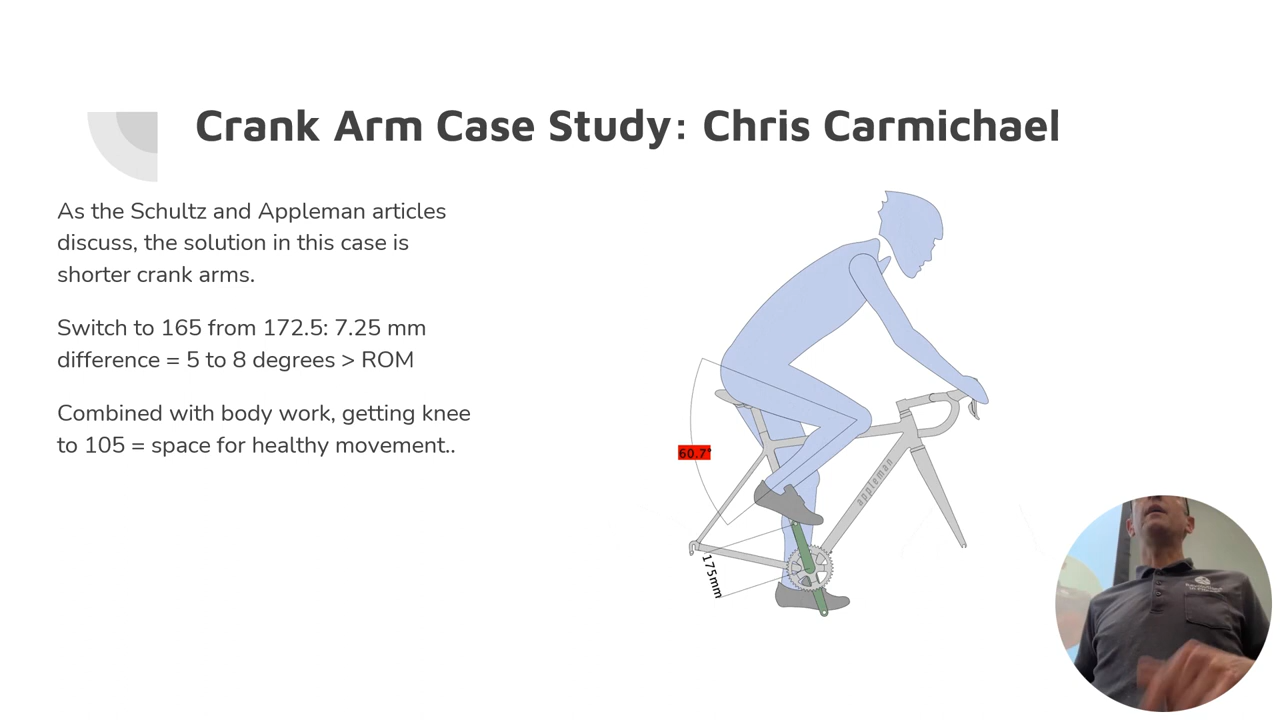 Crank Arm Case Study: Chris Carmichael
As the Schultz and Appleman articles
discuss, the solution in this case is
shorter crank arms.
Switch to 165 from 172.5: 7.25 mm
difference = 5 to 8 degrees > ROM
Combined with body work, getting knee
to 105 = space for healthy movement..
60.7°
appleman
175mm